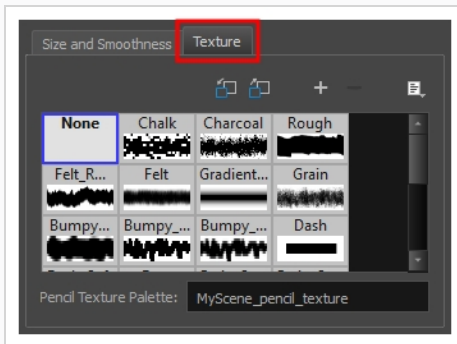 Size and Smoothness Texture
None Chalk Charcoal Rough
Felt_R... Felt Gradient... Grain
Bumpy... Bumpy_... Bumpy_... Dash
Pencil Texture Palette: MyScene_pencil_texture